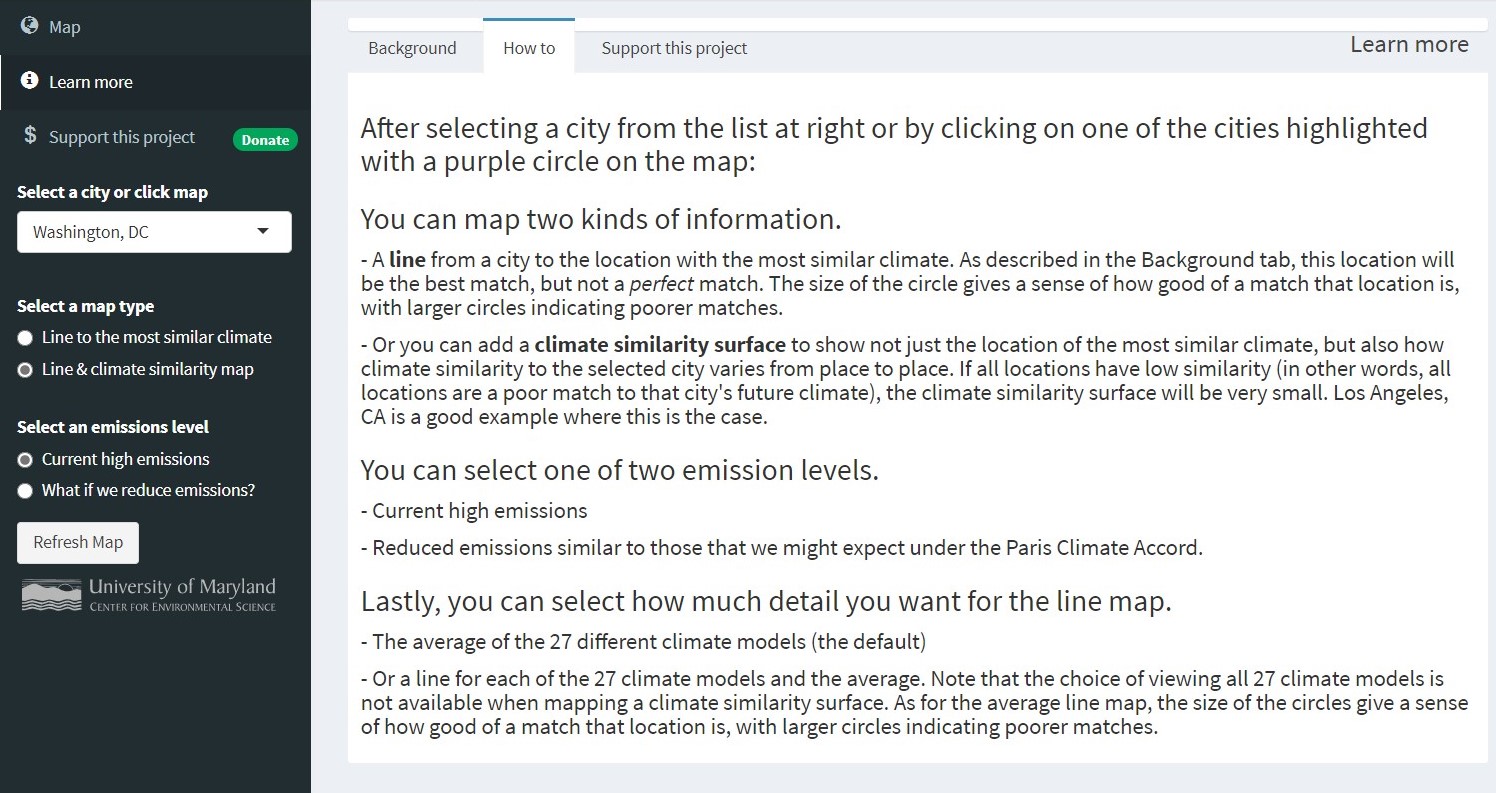 Map
Learn more
Support this project
Donate
Select a city or click map
Washington, DC
Select a map type
Line to the most similar climate
Line & climate similarity map
Select an emissions level
Current high emissions
What if we reduce emissions?
Refresh Map
University of Maryland
CENTER FOR ENVIRONMENTAL SCIENCE
Background
How to
Support this project
Learn more
After selecting a city from the list at right or by clicking on one of the cities highlighted
with a purple circle on the map:
You can map two kinds of information.
- A line from a city to the location with the most similar climate. As described in the Background tab, this location will
be the best match, but not a perfect match. The size of the circle gives a sense of how good of a match that location is,
with larger circles indicating poorer matches.
- Or you can add a climate similarity surface to show not just the location of the most similar climate, but also how
climate similarity to the selected city varies from place to place. If all locations have low similarity (in other words, all
locations are a poor match to that city's future climate), the climate similarity surface will be very small. Los Angeles,
CA is a good example where this is the case.
You can select one of two emission levels.
- Current high emissions
- Reduced emissions similar to those that we might expect under the Paris Climate Accord.
Lastly, you can select how much detail you want for the line map.
- The average of the 27 different climate models (the default)
- Or a line for each of the 27 climate models and the average. Note that the choice of viewing all 27 climate models is
not available when mapping a climate similarity surface. As for the average line map, the size of the circles give a sense
of how good of a match that location is, with larger circles indicating poorer matches.